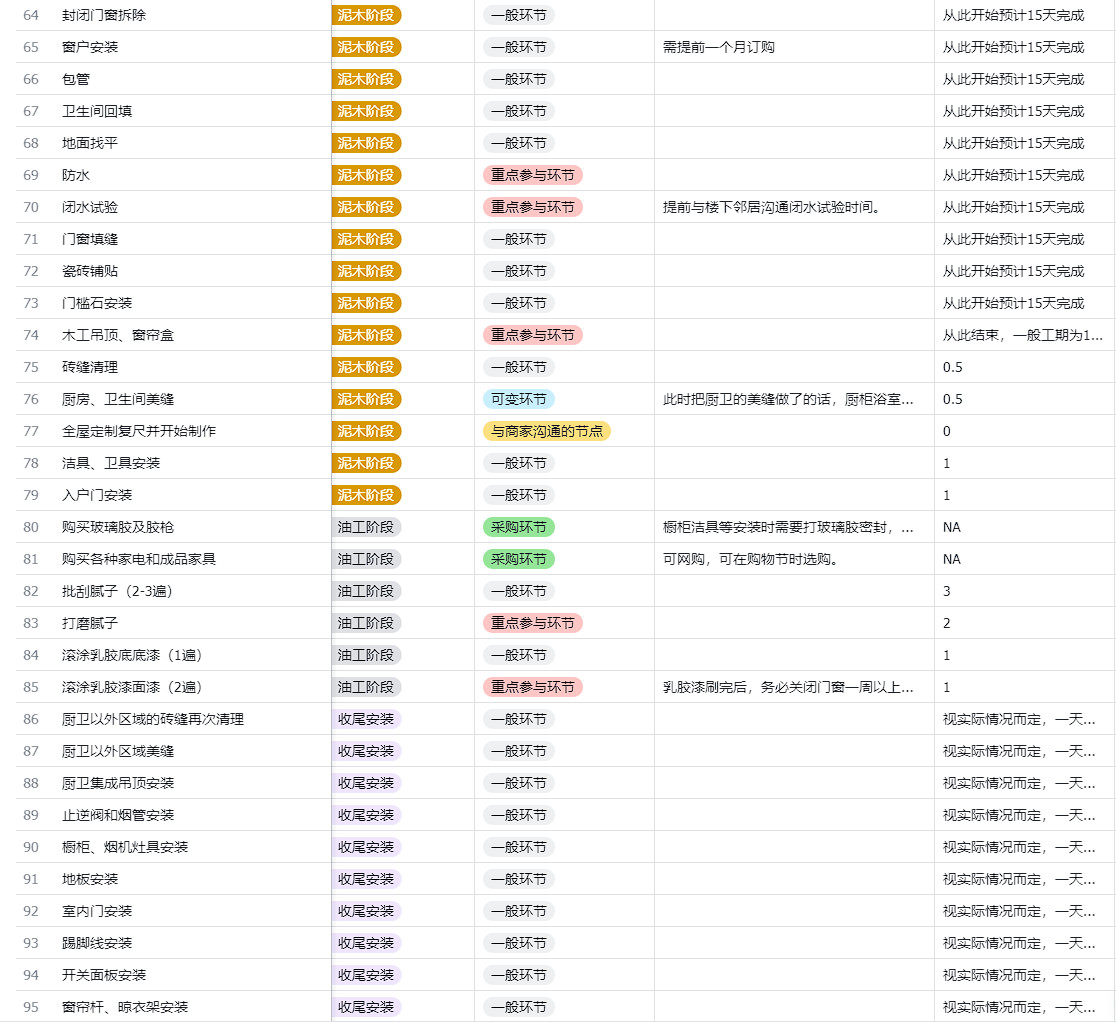 64 封闭门窗拆除 泥木阶段 一般环节 从此开始预计15天完成
65 窗户安装 泥木阶段 一般环节 需提前一个月订购 从此开始预计15天完成
66 包管 泥木阶段 一般环节 从此开始预计15天完成
67 卫生间回填 泥木阶段 一般环节 从此开始预计15天完成
68 地面找平 泥木阶段 一般环节 从此开始预计15天完成
69 防水 泥木阶段 重点参与环节 从此开始预计15天完成
70 闭水试验 泥木阶段 重点参与环节 提前与楼下邻居沟通闭水试验时间。 从此开始预计15天完成
71 门窗填缝 泥木阶段 一般环节 从此开始预计15天完成
72 瓷砖铺贴 泥木阶段 一般环节 从此开始预计15天完成
73 门槛石安装 泥木阶段 一般环节 从此开始预计15天完成
74 木工吊顶、窗帘盒 泥木阶段 重点参与环节 从此结束，一般工期为1...
75 砖缝清理 泥木阶段 一般环节 0.5
76 厨房、卫生间美缝 泥木阶段 可变环节 此时把厨卫的美缝做了的话，厨柜浴室... 0.5
77 全屋定制复尺并开始制作 泥木阶段 与商家沟通的节点 0
78 洁具、卫具安装 泥木阶段 一般环节 1
79 入户门安装 泥木阶段 一般环节 1
80 购买玻璃胶及胶枪 油工阶段 采购环节 橱柜洁具等安装时需要打玻璃胶密封，... NA
81 购买各种家电和成品家具 油工阶段 采购环节 可网购，可在购物节时选购。 NA
82 批刮腻子（2-3遍） 油工阶段 一般环节 3
83 打磨腻子 油工阶段 重点参与环节 2
84 滚涂乳胶底底漆（1遍） 油工阶段 一般环节 1
85 滚涂乳胶漆面漆（2遍） 油工阶段 重点参与环节 乳胶漆刷完后，务必关闭门窗一周以上... 1
86 厨卫以外区域的砖缝再次清理 收尾安装 一般环节 视实际情况而定，一天...
87 厨卫以外区域美缝 收尾安装 一般环节 视实际情况而定，一天...
88 厨卫集成吊顶安装 收尾安装 一般环节 视实际情况而定，一天...
89 止逆阀和烟管安装 收尾安装 一般环节 视实际情况而定，一天...
90 橱柜、烟机灶具安装 收尾安装 一般环节 视实际情况而定，一天...
91 地板安装 收尾安装 一般环节 视实际情况而定，一天...
92 室内门安装 收尾安装 一般环节 视实际情况而定，一天...
93 踢脚线安装 收尾安装 一般环节 视实际情况而定，一天...
94 开关面板安装 收尾安装 一般环节 视实际情况而定，一天...
95 窗帘杆、晾衣架安装 收尾安装 一般环节 视实际情况而定，一天...